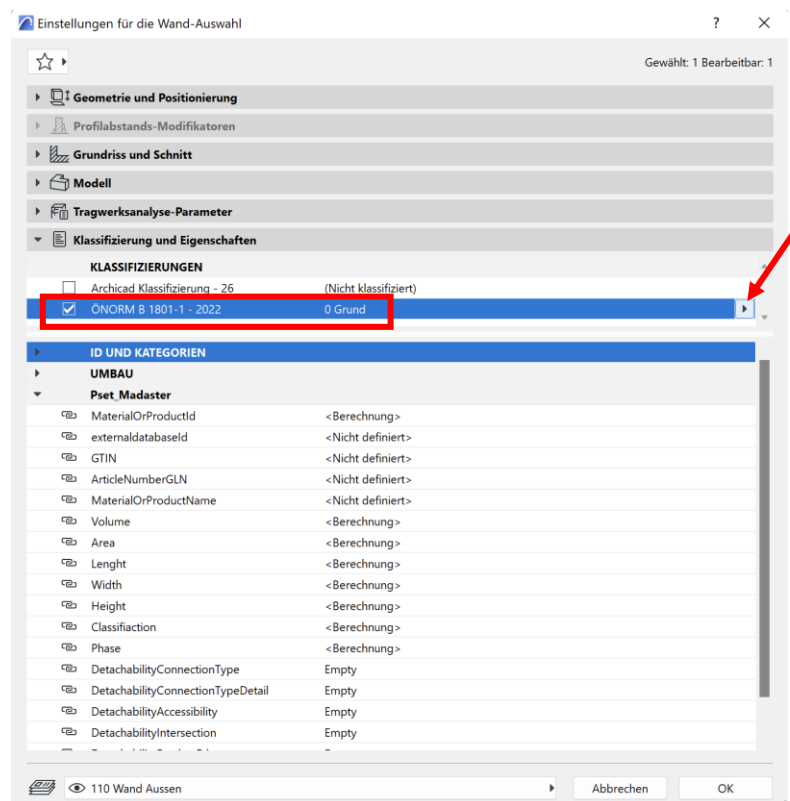 Einstellungen für die Wand-Auswahl ?
Gewählt: 1 Bearbeitbar: 1
Geometrie und Positionierung
Profilabstands-Modifikatoren
Grundriss und Schnitt
Modell
Tragwerksanalyse-Parameter
Klassifizierung und Eigenschaften
KLASSIFIZIERUNGEN
Archicad Klassifizierung - 26 (Nicht klassifiziert)
ÖNORM B 1801-1 - 2022 0 Grund
ID UND KATEGORIEN
UMBAU
Pset_Madaster
MaterialOrProductId <Berechnung>
externaldatabaseId <Nicht definiert>
GTIN <Nicht definiert>
ArticleNumberGLN <Nicht definiert>
MaterialOrProductName <Nicht definiert>
Volume <Berechnung>
Area <Berechnung>
Lenght <Berechnung>
Width <Berechnung>
Height <Berechnung>
Classifiaction <Berechnung>
Phase <Berechnung>
DetachabilityConnectionType Empty
DetachabilityConnectionTypeDetail Empty
DetachabilityAccessibility Empty
DetachabilityIntersection Empty
110 Wand Aussen Abbrechen OK